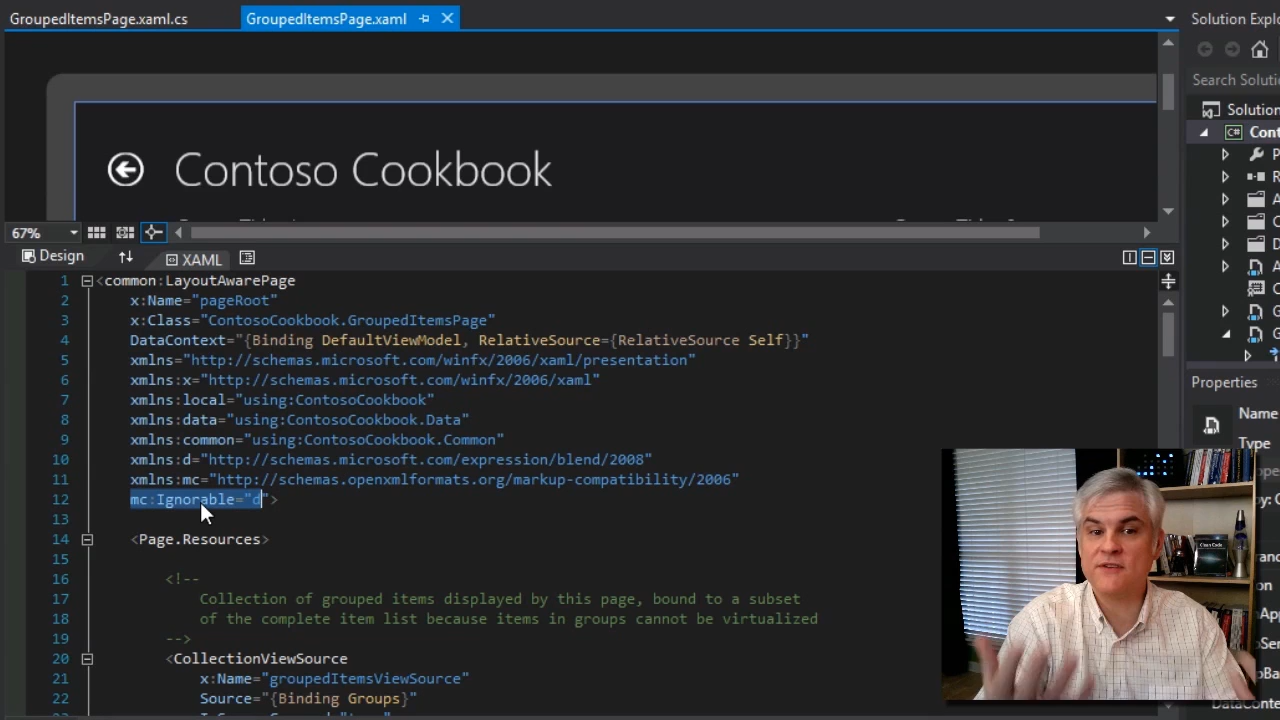 GroupedItemsPage.xaml.cs
GroupedItemsPage.xaml
Solution Explo
Search Soluti
Solution
Cont
P
R
A
C
D
A
C
G
G
Contoso Cookbook
67%
Design
XAML
1 <common:LayoutAwarePage
2 x:Name="pageRoot"
3 x:Class="ContosoCookbook.GroupedItemsPage"
4 DataContext="{Binding DefaultViewModel, RelativeSource={RelativeSource Self}}"
5 xmlns="http://schemas.microsoft.com/winfx/2006/xaml/presentation"
6 xmlns:x="http://schemas.microsoft.com/winfx/2006/xaml"
7 xmlns:local="using:ContosoCookbook"
8 xmlns:data="using:ContosoCookbook.Data"
9 xmlns:common="using:ContosoCookbook.Common"
10 xmlns:d="http://schemas.microsoft.com/expression/blend/2008"
11 xmlns:mc="http://schemas.openxmlformats.org/markup-compatibility/2006"
12 mc:Ignorable="d">
13
14 <Page.Resources>
15
16 <!--
17 Collection of grouped items displayed by this page, bound to a subset
18 of the complete item list because items in groups cannot be virtualized
19 -->
20 <CollectionViewSource
21 x:Name="groupedItemsViewSource"
22 Source="{Binding Groups}"
Properties
Name
Type
Clean Code
DataConte